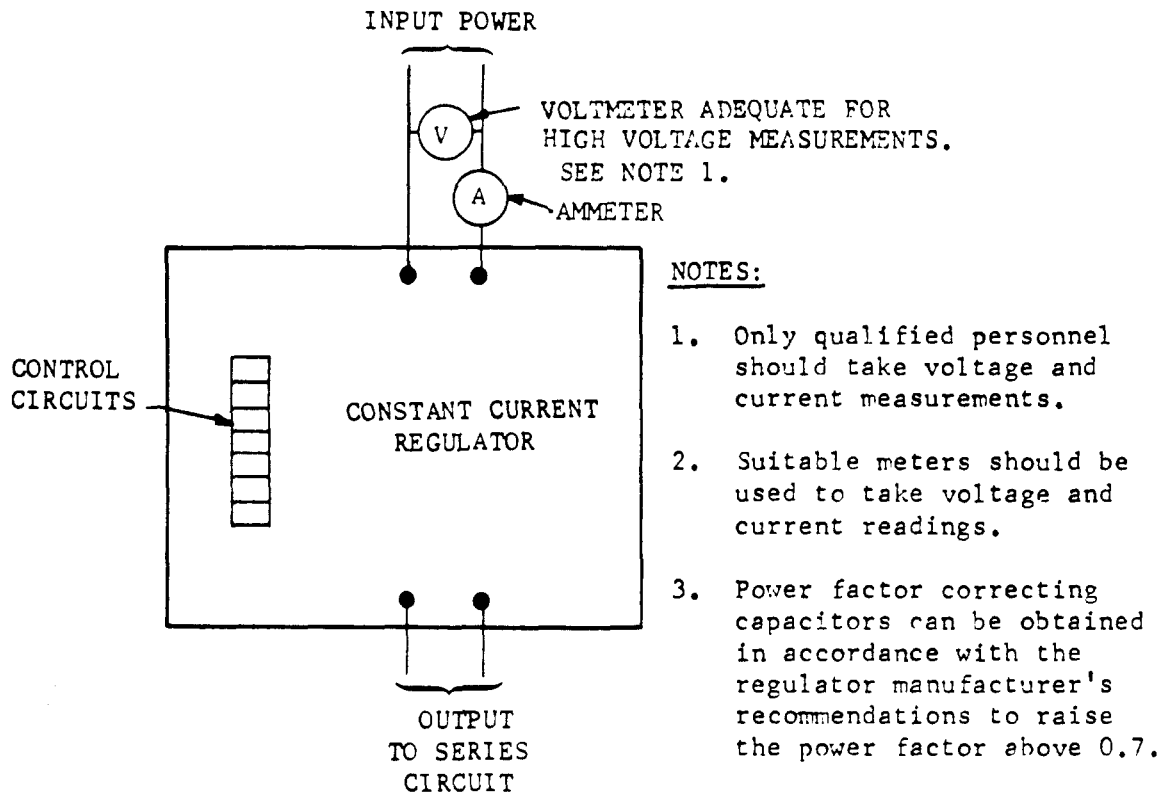 INPUT POWER
VOLTMETER ADEQUATE FOR
HIGH VOLTAGE MEASUREMENTS.
SEE NOTE 1.
V
A
AMMETER
CONTROL
CIRCUITS
CONSTANT CURRENT
REGULATOR
OUTPUT
TO SERIES
CIRCUIT
NOTES:
1. Only qualified personnel
should take voltage and
current measurements.
2. Suitable meters should be
used to take voltage and
current readings.
3. Power factor correcting
capacitors can be obtained
in accordance with the
regulator manufacturer's
recommendations to raise
the power factor above 0.7.